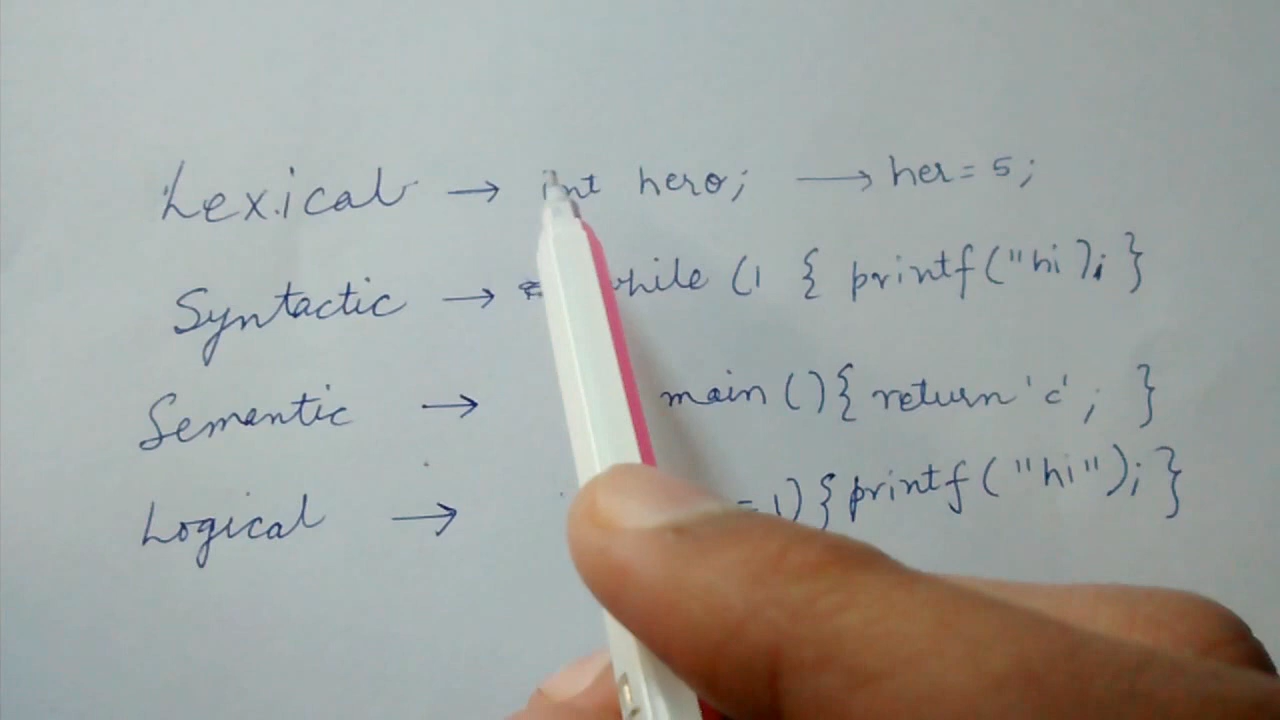 Lexical → int hero; → her = 5;
Syntactic → while (1 { printf("hi ); }
Semantic → main () { return 'c' ; }
Logical → = 1) { printf ("hi"); }